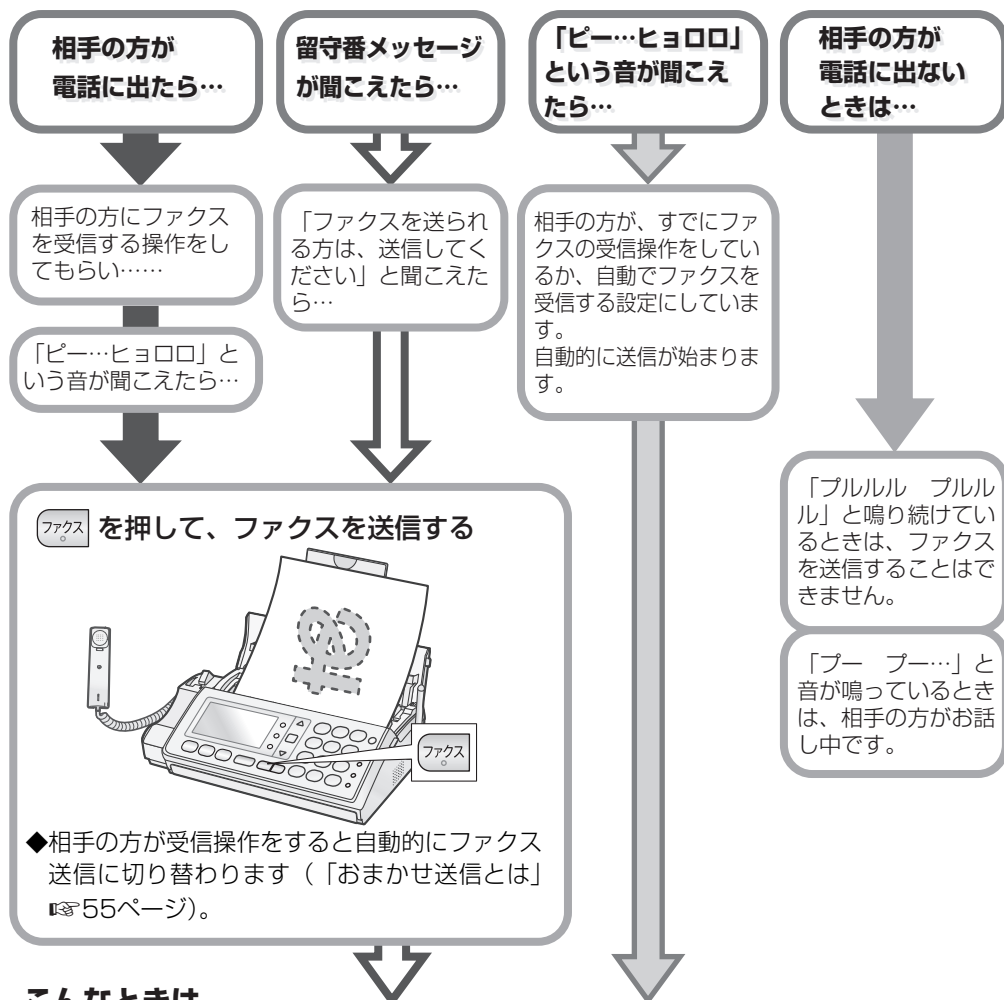 相手の方が
電話に出たら…
留守番メッセージ
が聞こえたら…
「ピー…ヒョロロ」
という音が聞こえ
たら…
相手の方が
電話に出ない
ときは…
相手の方にファクス
を受信する操作をし
てもらい……
「ピー…ヒョロロ」と
いう音が聞こえたら…
「ファクスを送られ
る方は、送信してく
ださい」と聞こえた
ら…
相手の方が、すでにファ
クスの受信操作をしてい
るか、自動でファクスを
受信する設定にしていま
す。
自動的に送信が始まりま
す。
「プルルル　プルル
ル」と鳴り続けてい
るときは、ファクス
を送信することはで
きません。
「プー　プー…」と
音が鳴っているとき
は、相手の方がお話
し中です。
ファクス を押して、ファクスを送信する
ファクス
◆相手の方が受信操作をすると自動的にファクス
送信に切り替わります（「おまかせ送信とは」
☞55ページ）。
こんなときは